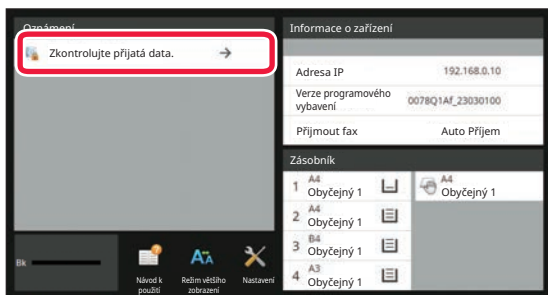 Oznámení
Zkontrolujte přijatá data.
Informace o zařízení
Adresa IP 192.168.0.10
Verze programového
vybavení
0078Q1Af_23030100
Přijmout fax Auto Příjem
Zásobník
1 A4
Obyčejný 1
A4
Obyčejný 1
2 A4
Obyčejný 1
3 B4
Obyčejný 1
4 A3
Obyčejný 1
Bk
Návod k
použití
Režim většího
zobrazení
Nastavení